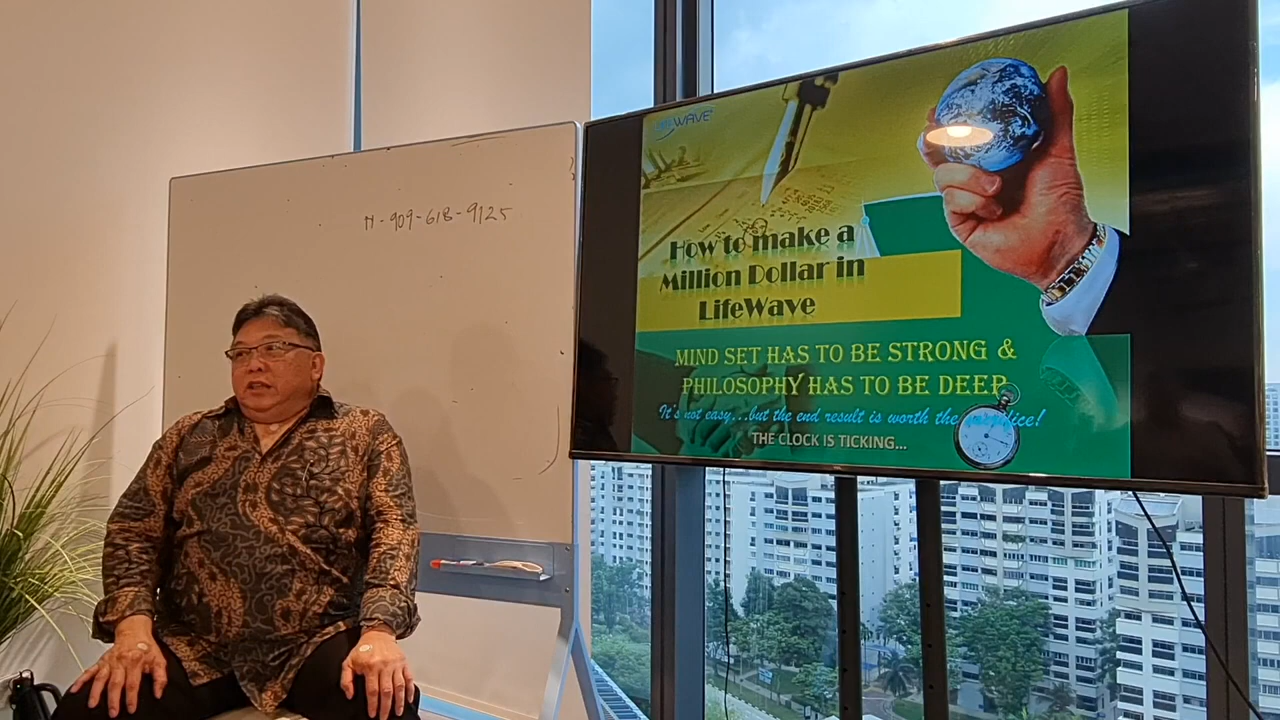 H-909-618-9125
WAVE
How to make a
Million Dollar in
LifeWave
MIND SET HAS TO BE STRONG &
PHILOSOPHY HAS TO BE DEEP
It's not easy...but the end result is worth the sacrifice!
THE CLOCK IS TICKING...